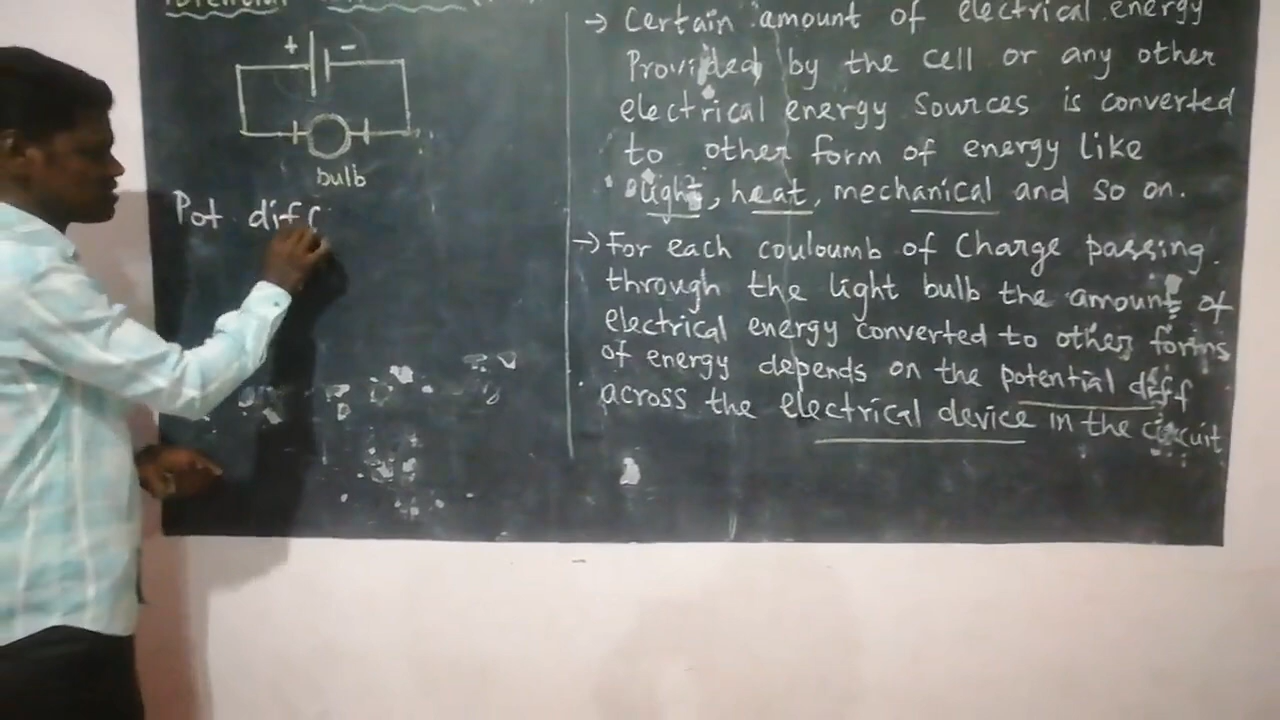 + -
bulb
Pot diff
→ Certain amount of electrical energy
Provided by the cell or any other
electrical energy sources is converted
to other form of energy like
light, heat, mechanical and so on.
→ For each couloumb of Charge passing
through the light bulb the amount of
electrical energy converted to other forms
of energy depends on the potential diff
across the electrical device in the circuit